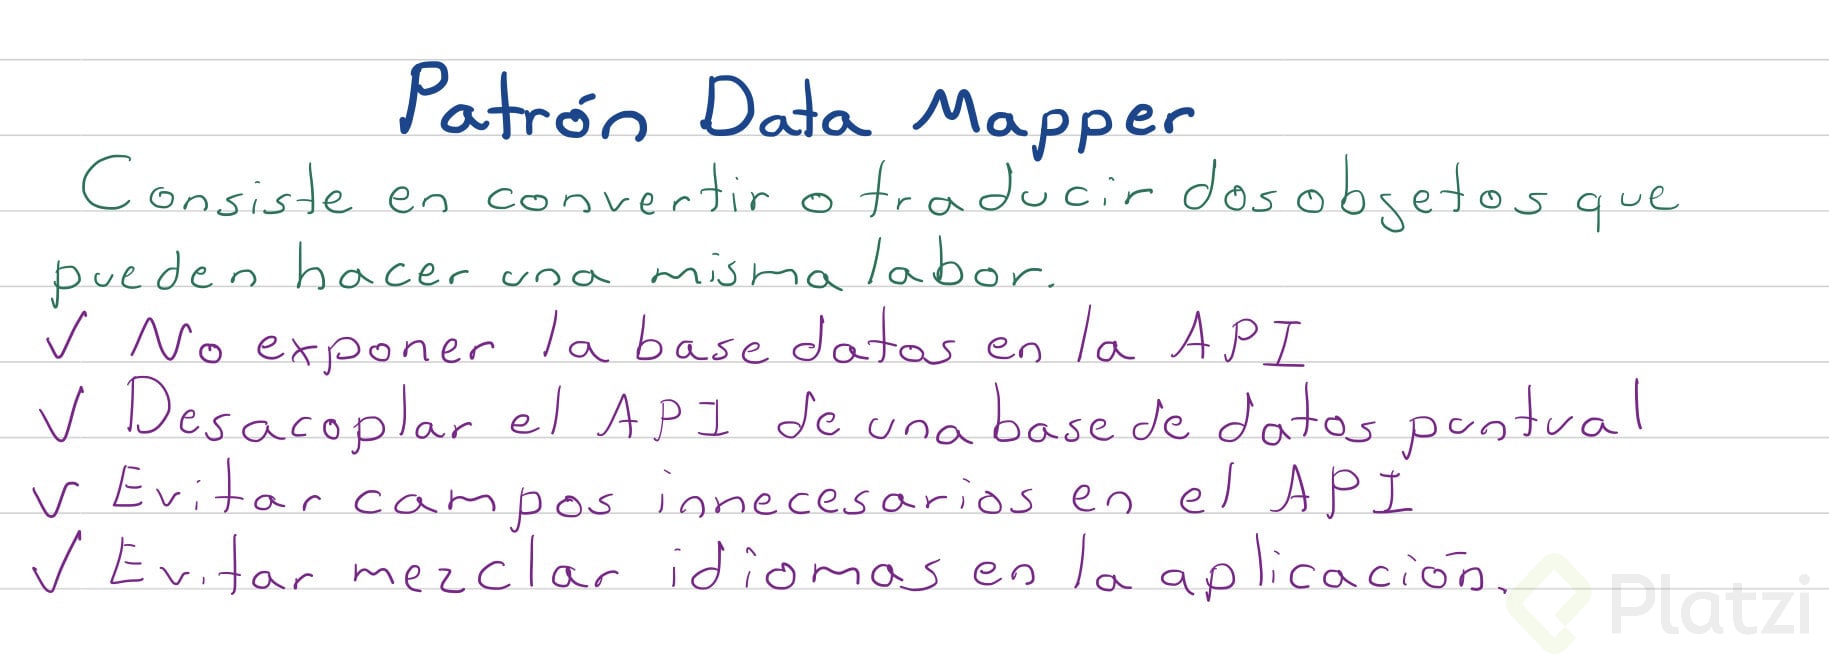 Patrón Data Mapper
Consiste en convertir o traducir dos objetos que
pueden hacer una misma labor.
✓ No exponer la base datos en la API
✓ Desacoplar el API de una base de datos puntual
✓ Evitar campos innecesarios en el API
✓ Evitar mezclar idiomas en la aplicación.
Platzi